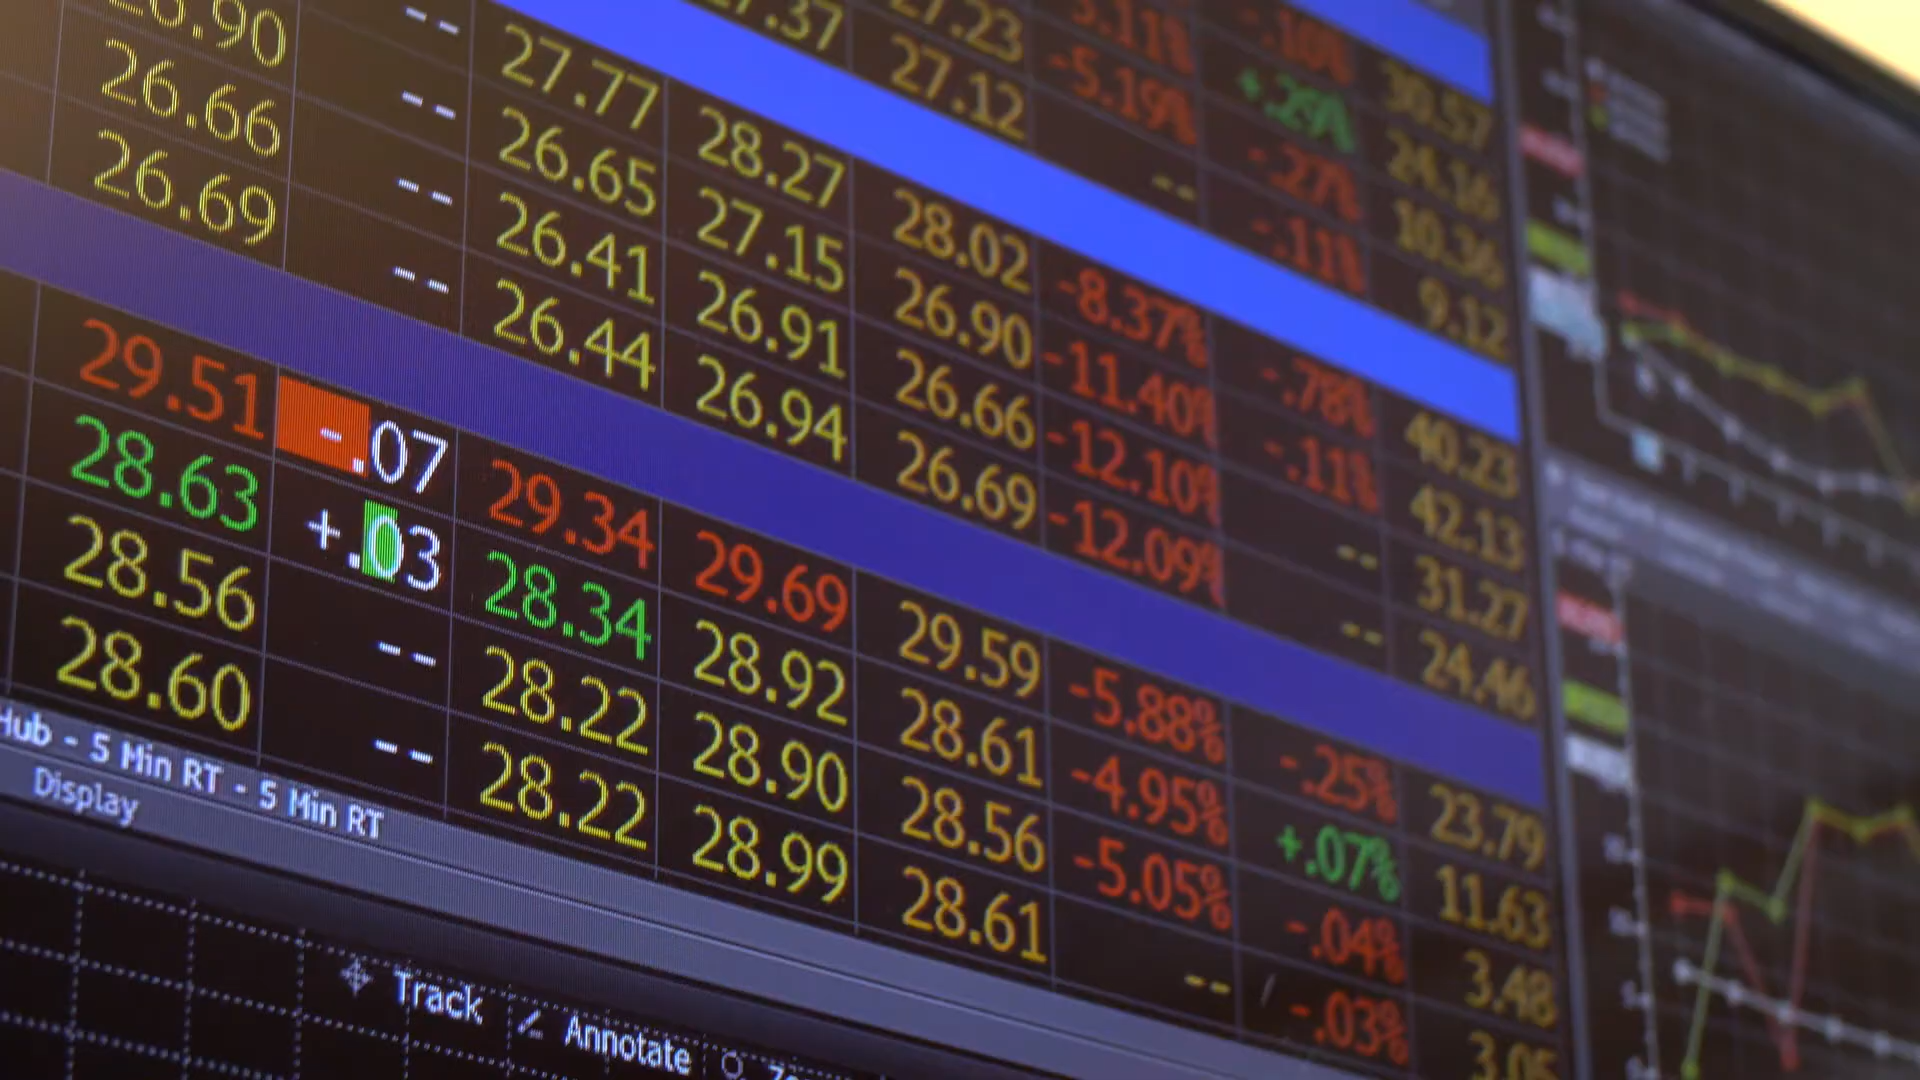 -.10% 30.57
+.29% 24.16
27.23 -5.19% -.27% 10.36
27.37 27.12 -- -.11% 9.12
-- 27.77 28.27 28.02 -8.37% -.78% 40.23
26.90 -- 26.65 27.15 26.90 -11.40% -.11% 42.13
26.66 -- 26.41 26.91 26.66 -12.10% -- 31.27
26.69 -- 26.44 26.94 26.69 -12.09% -- 24.46
29.51 -.07 29.34 29.69 29.59 -5.88% -.25% 23.79
28.63 +.03 28.34 28.92 28.61 -4.95% +.07% 11.63
28.56 -- 28.22 28.90 28.56 -5.05% -.04% 3.48
28.60 -- 28.22 28.99 28.61 -- -.03% 3.05
Hub - 5 Min RT - 5 Min RT
Display
Track Annotate